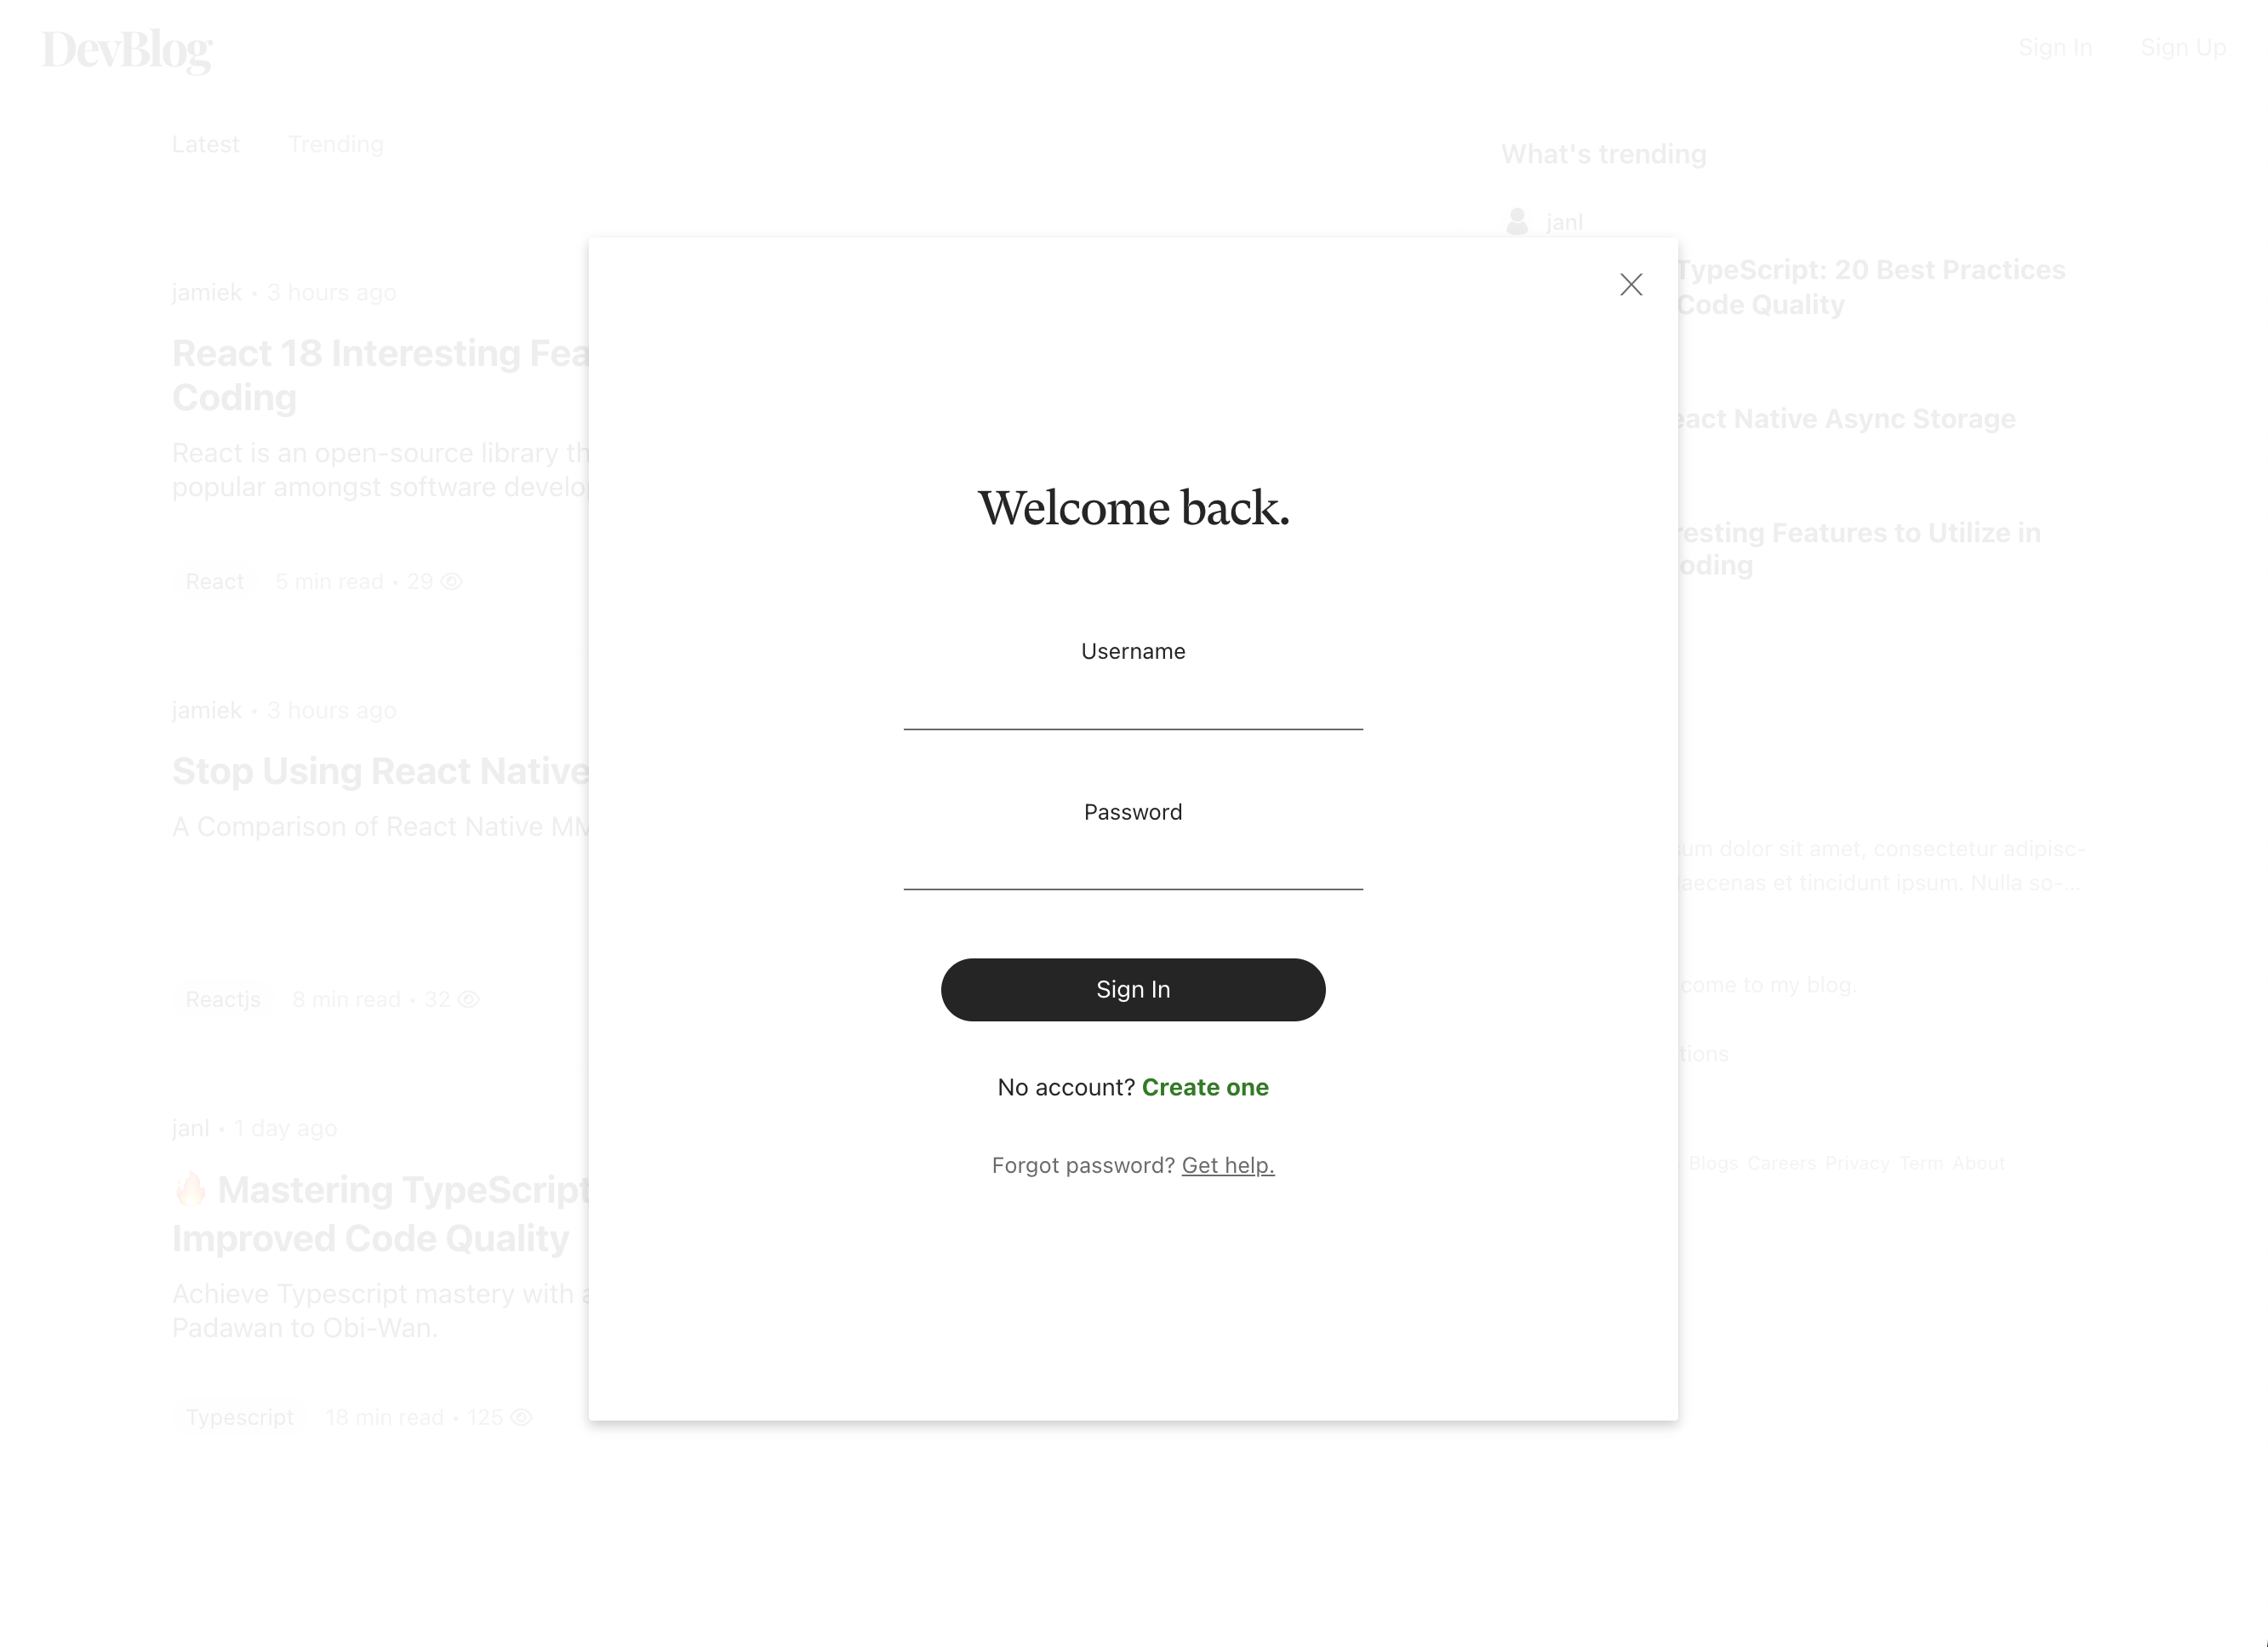 DevBlog
Sign In Sign Up
Latest Trending
What's trending
janl
TypeScript: 20 Best Practices
Code Quality
jamiek • 3 hours ago
React 18 Interesting Fea
Coding
React is an open-source library th
popular amongst software develo
React 5 min read • 29
eact Native Async Storage
resting Features to Utilize in
oding
Welcome back.
Username
Password
Sign In
No account? Create one
Forgot password? Get help.
jamiek • 3 hours ago
Stop Using React Native
A Comparison of React Native MM
Reactjs 8 min read • 32
sum dolor sit amet, consectetur adipisc-
aecenas et tincidunt ipsum. Nulla so-...
come to my blog.
tions
Blogs Careers Privacy Term About
janl • 1 day ago
🔥 Mastering TypeScript
Improved Code Quality
Achieve Typescript mastery with a
Padawan to Obi-Wan.
Typescript 18 min read • 125